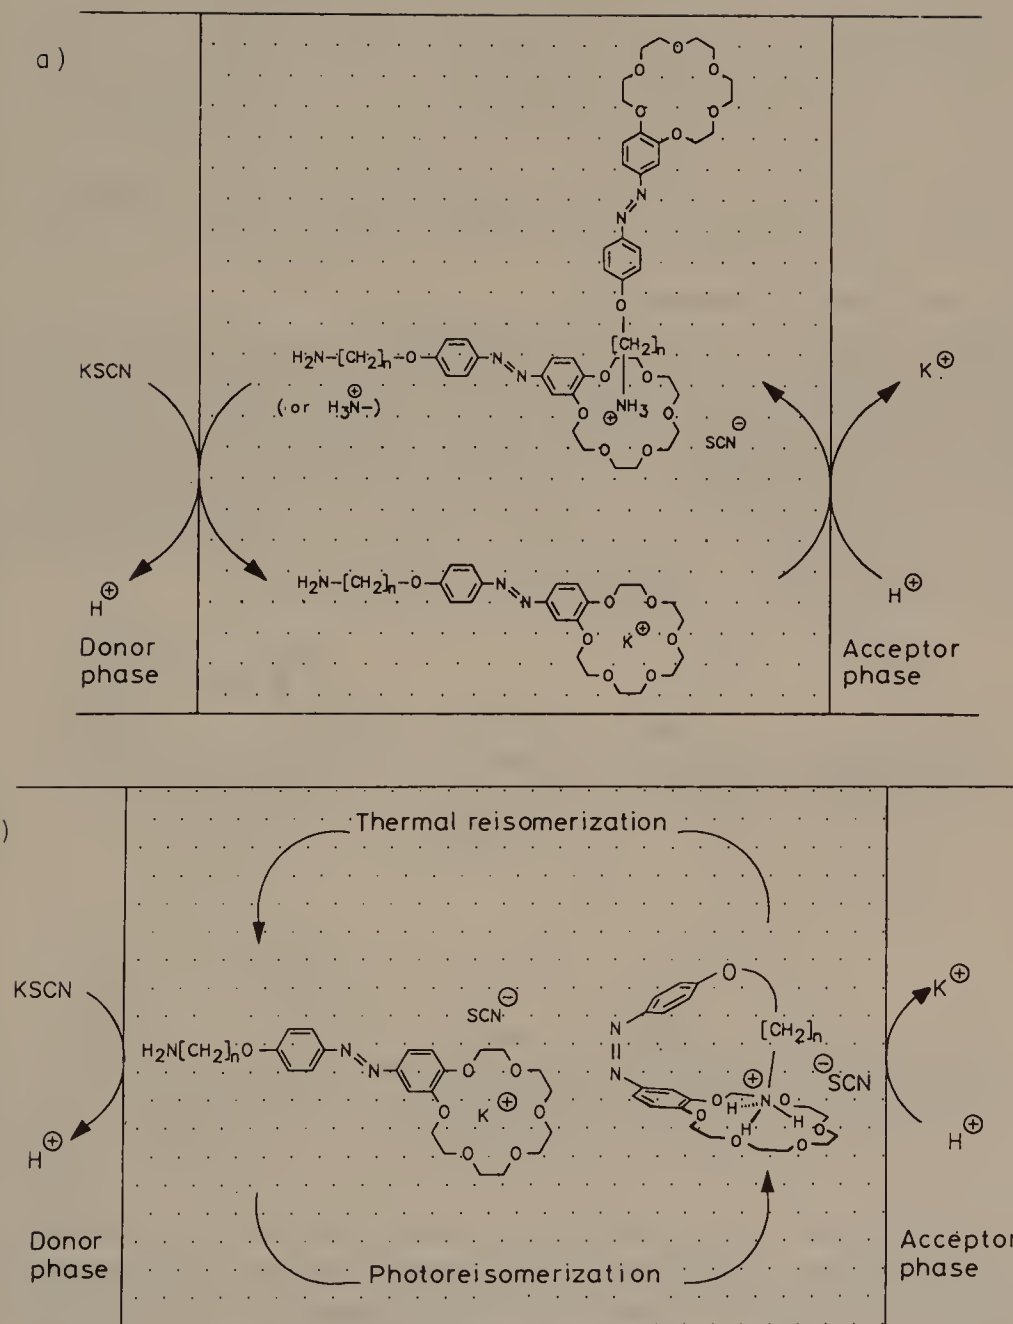 a)
O
O O
O O
O O
N
N
O
[CH2]n
H2N-[CH2]n-O
N
N
O O
O O
O O
O
KSCN
(or H3N⊕-)
⊕NH3
SCN⊖
K⊕
H⊕
H2N-[CH2]n-O
N
N
O O
O O
O O
O
K⊕
H⊕
Donor
phase
Acceptor
phase
)
Thermal reisomerization
KSCN
SCN⊖
H2N[CH2]nO
N
N
O O
O O
O O
O
K⊕
O
N
N
[CH2]n
⊖SCN
K⊕
O
⊕
N
O
H
H
H
O
O
O
O
H⊕
H⊕
Donor
phase
Photoreisomerization
Acceptor
phase